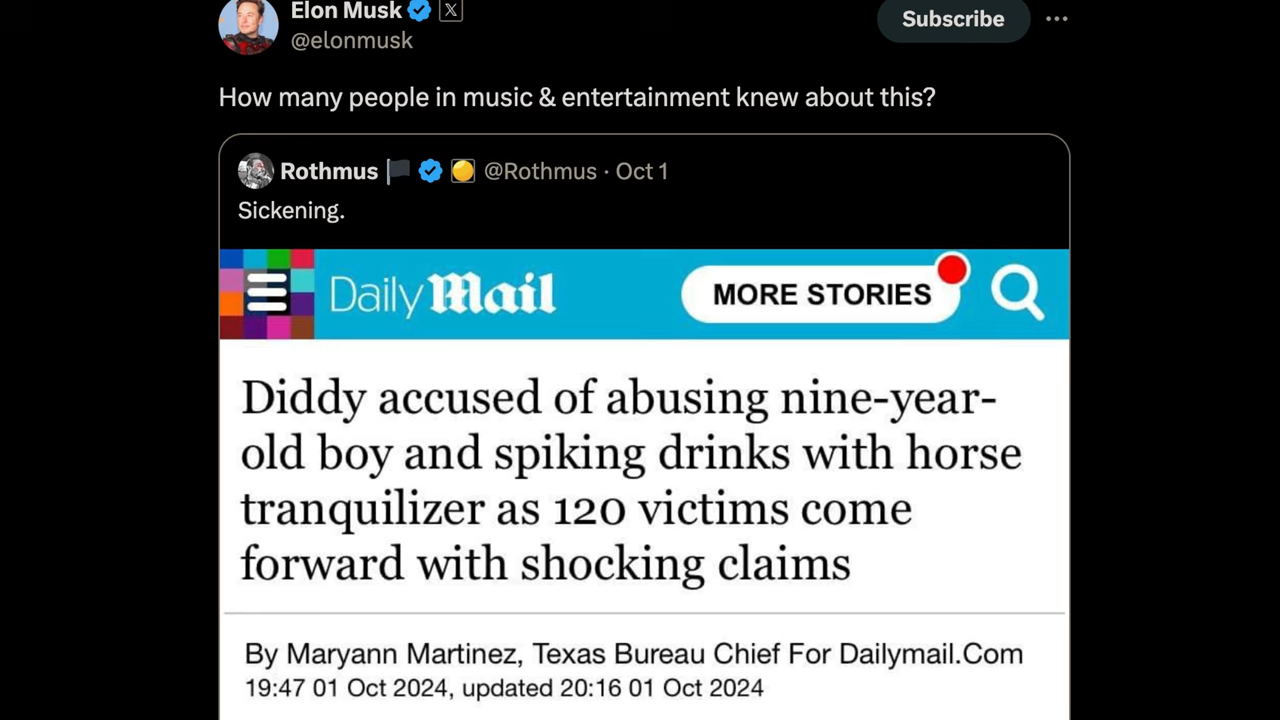 Elon Musk
@elonmusk
Subscribe
How many people in music & entertainment knew about this?
Rothmus @Rothmus · Oct 1
Sickening.
Daily Mail
MORE STORIES
Diddy accused of abusing nine-year-
old boy and spiking drinks with horse
tranquilizer as 120 victims come
forward with shocking claims
By Maryann Martinez, Texas Bureau Chief For Dailymail.Com
19:47 01 Oct 2024, updated 20:16 01 Oct 2024